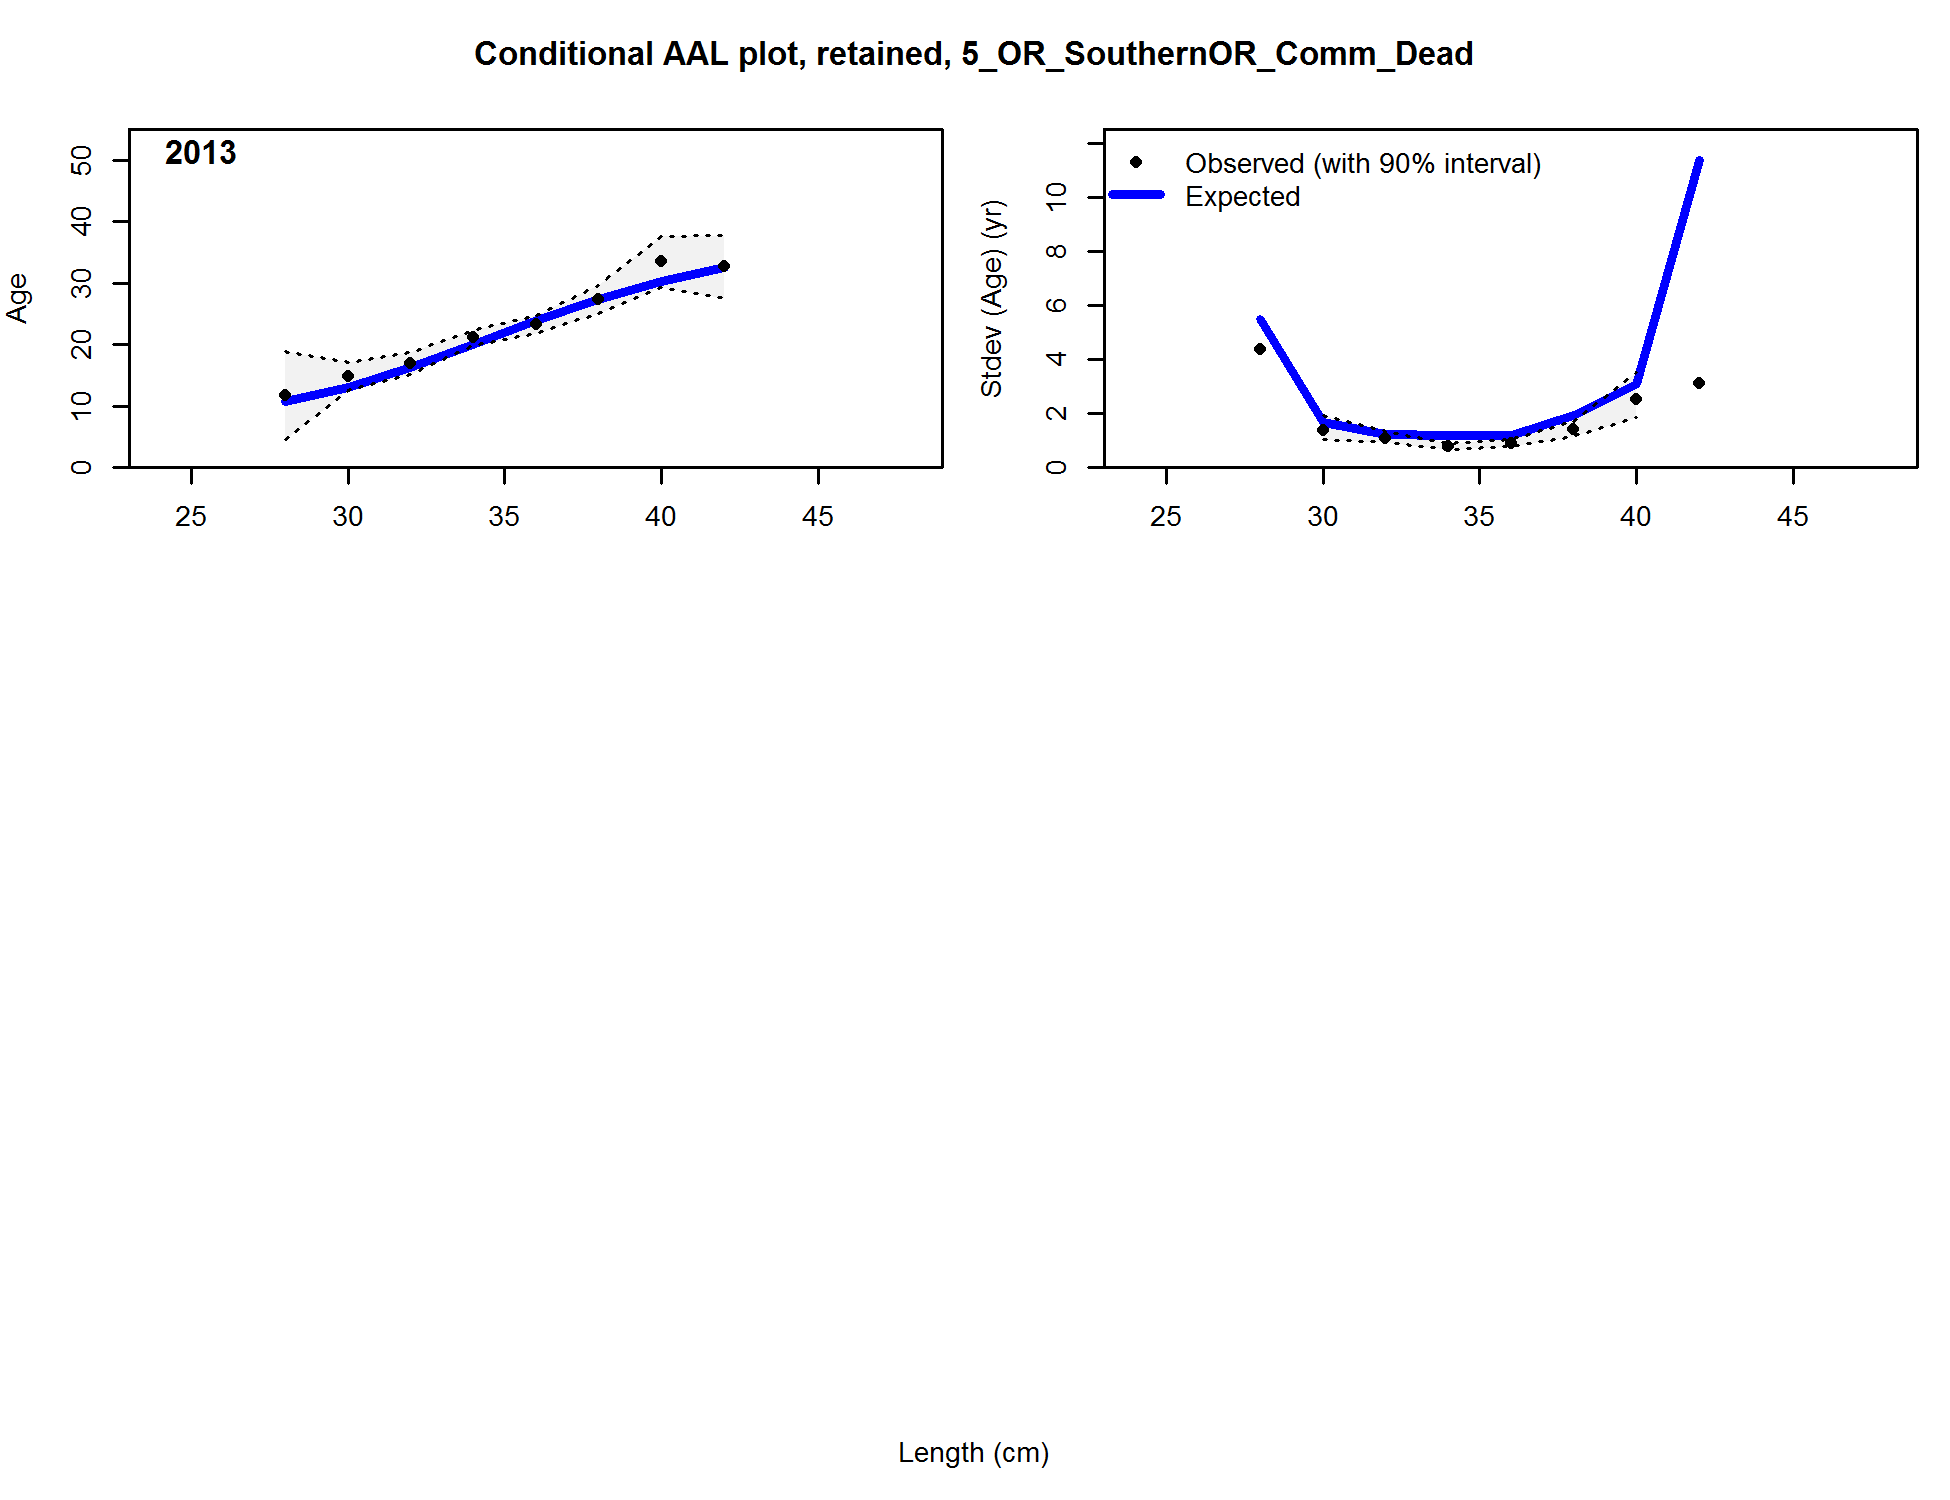 Conditional AAL plot, retained, 5_OR_SouthernOR_Comm_Dead
2013
Age
0
10
20
30
40
50
25 30 35 40 45
Observed (with 90% interval)
Expected
Stdev (Age) (yr)
0
2
4
6
8
10
25 30 35 40 45
Length (cm)